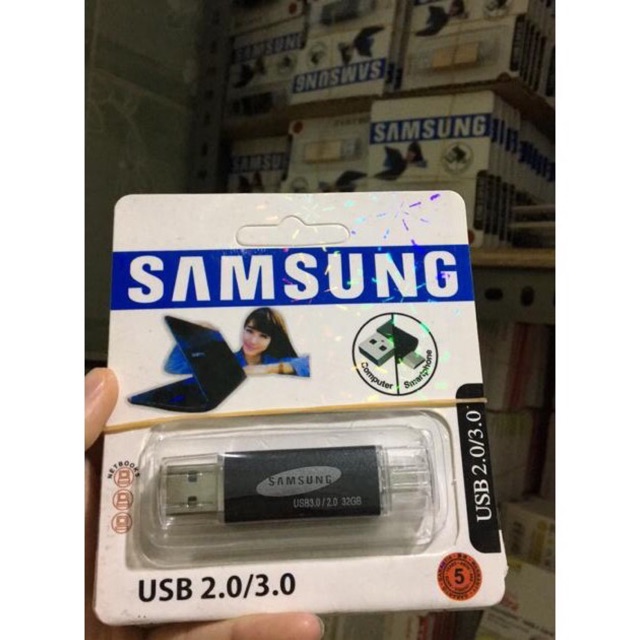 SAMSUNG
SAMSUNG
SAMSUNG
SAMSUNG
SAMSUNG
Computer
Smartphone
NETBOOKS
SAMSUNG
USB3.0/2.0 32GB
USB 2.0/3.0
USB 2.0/3.0
5